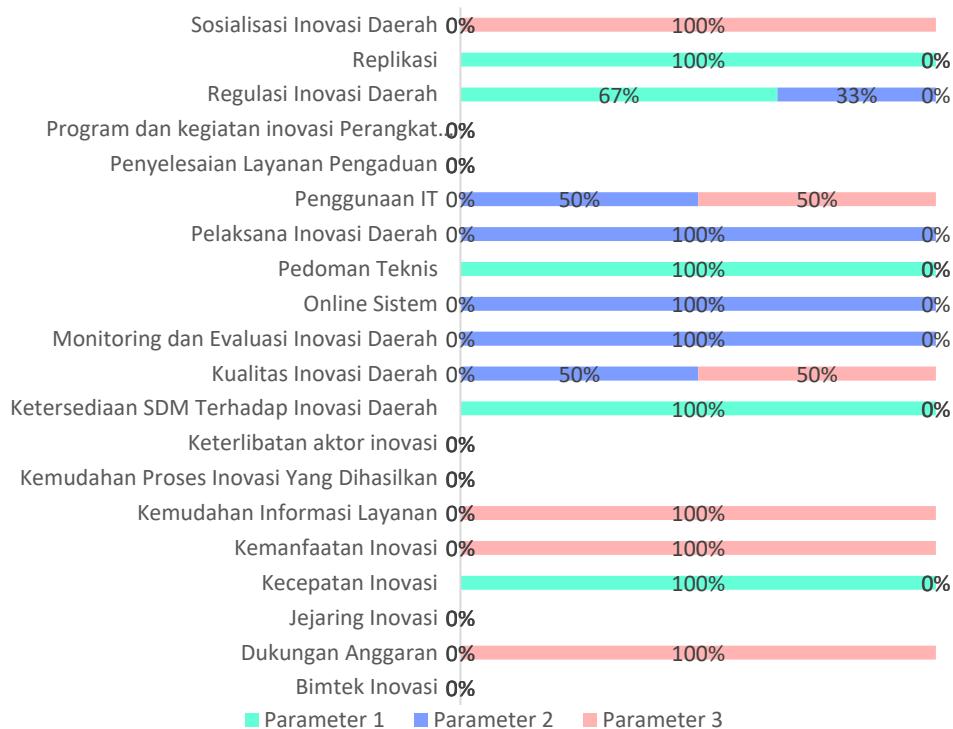 Sosialisasi Inovasi Daerah 0% 100%
Replikasi 100% 0%
Regulasi Inovasi Daerah 67% 33% 0%
Program dan kegiatan inovasi Perangkat... 0%
Penyelesaian Layanan Pengaduan 0%
Penggunaan IT 0% 50% 50%
Pelaksana Inovasi Daerah 0% 100% 0%
Pedoman Teknis 100% 0%
Online Sistem 0% 100% 0%
Monitoring dan Evaluasi Inovasi Daerah 0% 100% 0%
Kualitas Inovasi Daerah 0% 50% 50%
Ketersediaan SDM Terhadap Inovasi Daerah 100% 0%
Keterlibatan aktor inovasi 0%
Kemudahan Proses Inovasi Yang Dihasilkan 0%
Kemudahan Informasi Layanan 0% 100%
Kemanfaatan Inovasi 0% 100%
Kecepatan Inovasi 100% 0%
Jejaring Inovasi 0%
Dukungan Anggaran 0% 100%
Bimtek Inovasi 0%
Parameter 1 Parameter 2 Parameter 3